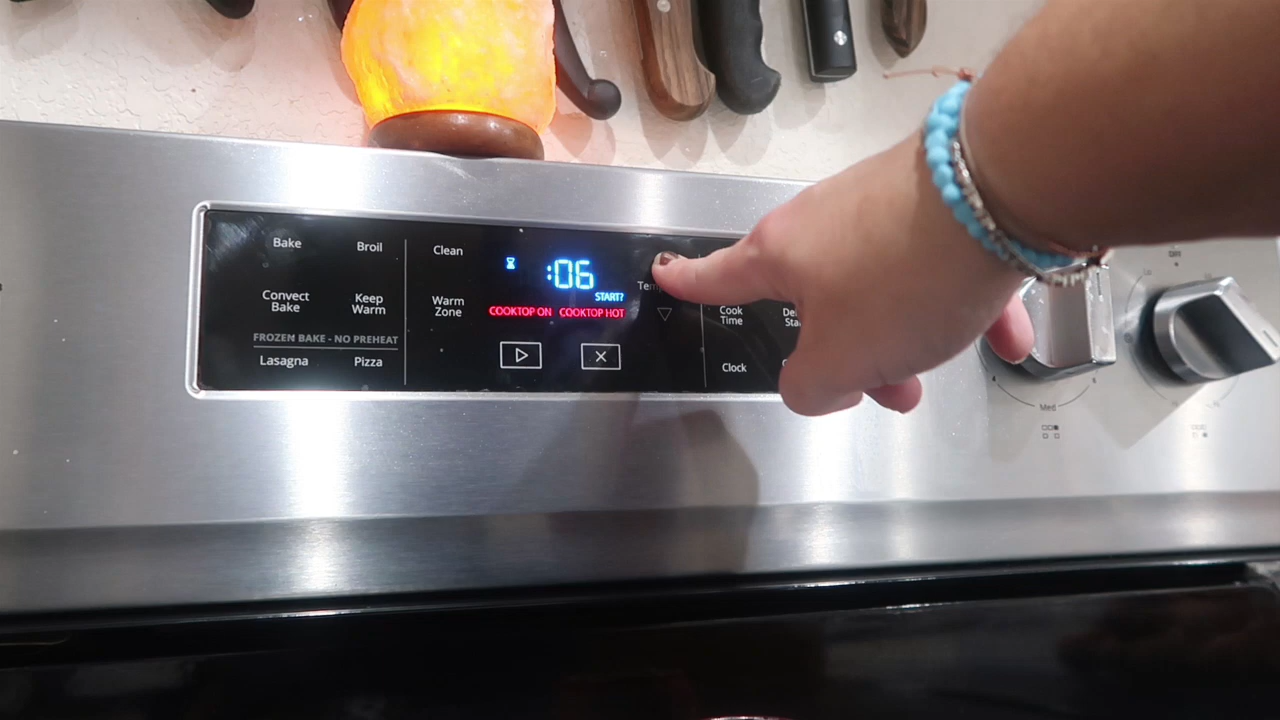 Bake
Broil
Clean
:06
START?
Convect
Bake
Keep
Warm
Warm
Zone
COOKTOP ON
COOKTOP HOT
Cook
Time
FROZEN BAKE - NO PREHEAT
Lasagna
Pizza
Clock
Med